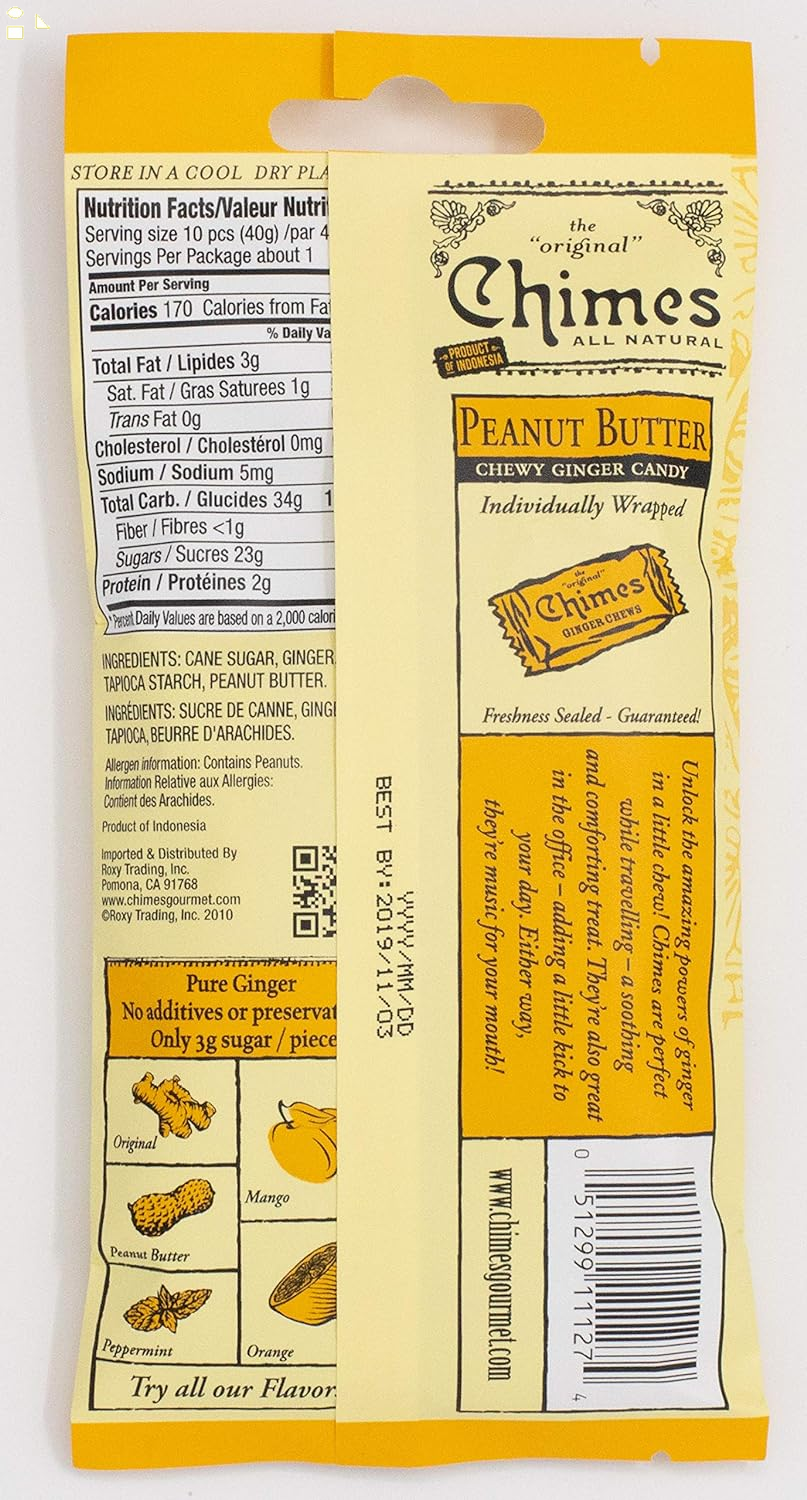 STORE IN A COOL DRY PLA
Nutrition Facts/Valeur Nutri
Serving size 10 pcs (40g) /par 4
Servings Per Package about 1
Amount Per Serving
Calories 170 Calories from Fa
% Daily Va
Total Fat / Lipides 3g
Sat. Fat / Gras Saturees 1g
Trans Fat 0g
Cholesterol / Cholestérol 0mg
Sodium / Sodium 5mg
Total Carb. / Glucides 34g 1
Fiber / Fibres <1g
Sugars / Sucres 23g
Protein / Protéines 2g
* Percent Daily Values are based on a 2,000 calori
INGREDIENTS: CANE SUGAR, GINGER,
TAPIOCA STARCH, PEANUT BUTTER.
INGRÉDIENTS: SUCRE DE CANNE, GING
TAPIOCA, BEURRE D'ARACHIDES.
Allergen information: Contains Peanuts.
Information Relative aux Allergies:
Contient des Arachides.
Product of Indonesia
Imported & Distributed By
Roxy Trading, Inc.
Pomona, CA 91768
www.chimesgourmet.com
©Roxy Trading, Inc. 2010
Pure Ginger
No additives or preservat
Only 3g sugar / piece
Original
Mango
Peanut Butter
Peppermint
Orange
Try all our Flavor
YYYY/MM/DD
BEST BY:2019/11/03
the
"original"
Chimes
ALL NATURAL
PRODUCT
OF INDONESIA
PEANUT BUTTER
CHEWY GINGER CANDY
Individually Wrapped
the
"original"
Chimes
GINGER CHEWS
Freshness Sealed - Guaranteed!
Unlock the amazing powers of ginger
in a little chew! Chimes are perfect
while travelling – a soothing
and comforting treat. They're also great
in the office – adding a little kick to
your day. Either way,
they're music for your mouth!
www.chimesgourmet.com
0 51299 11127 4